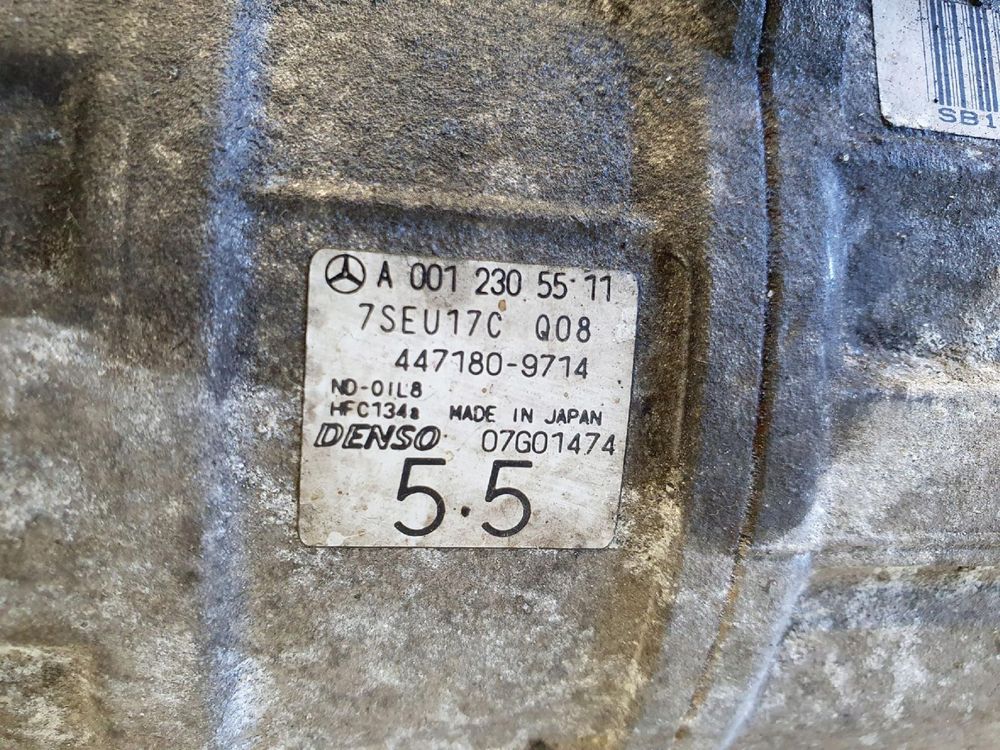 A 001 230 55 11
7SEU17C Q08
447180-9714
ND-OIL8
HFC134a MADE IN JAPAN
DENSO 07G01474
5.5
SB1